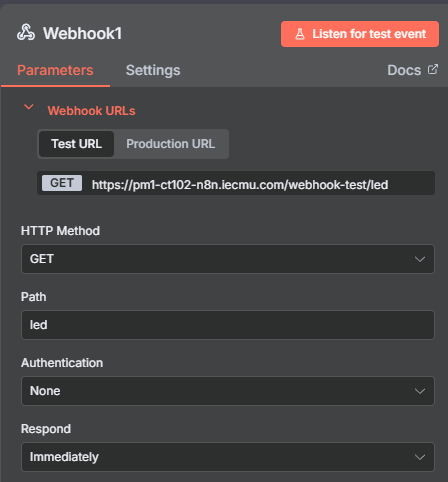 Webhook1
Listen for test event
Parameters
Settings
Docs
Webhook URLs
Test URL
Production URL
GET
https://pm1-ct102-n8n.iecmu.com/webhook-test/led
HTTP Method
GET
Path
led
Authentication
None
Respond
Immediately